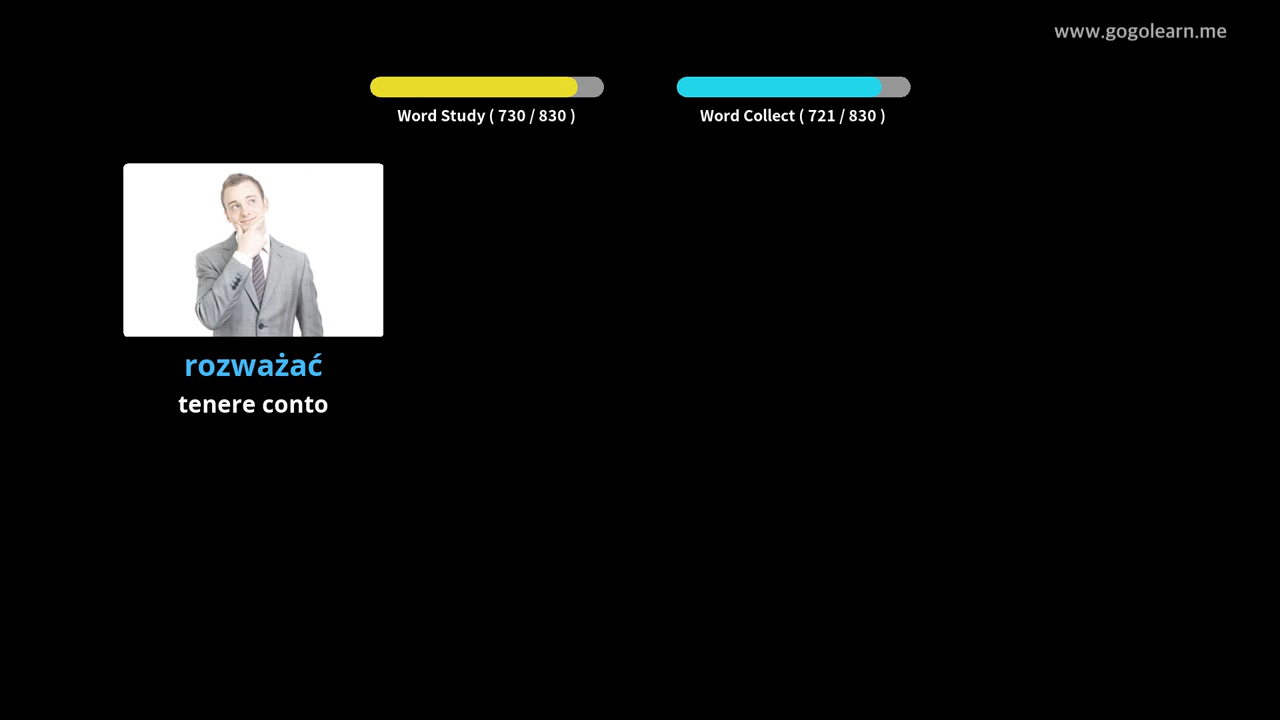 www.gogolearn.me
Word Study ( 730 / 830 )
Word Collect ( 721 / 830 )
rozważać
tenere conto